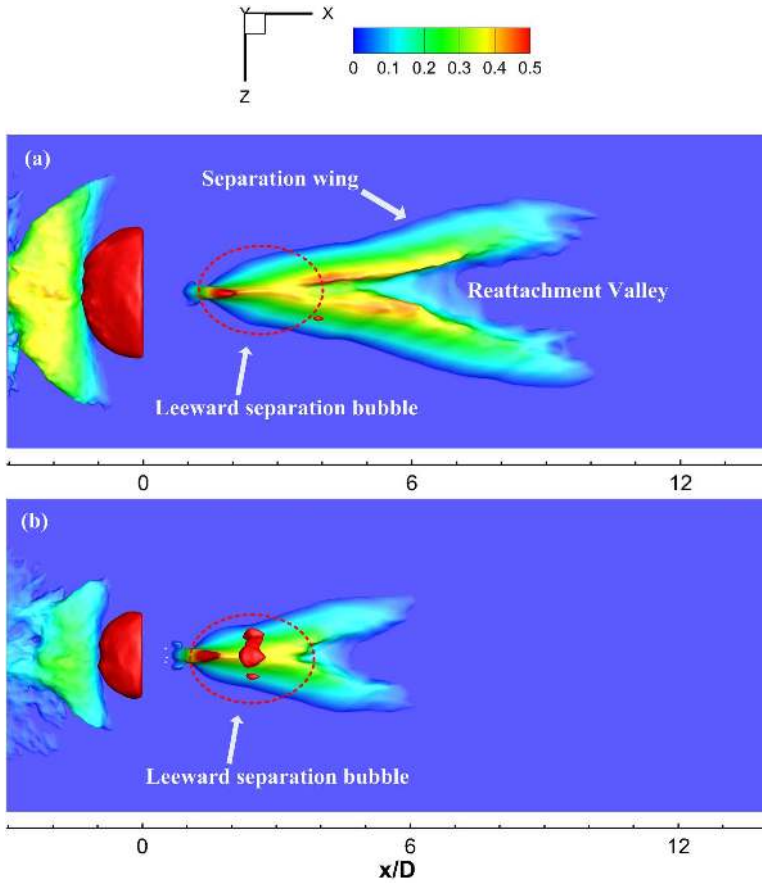 Y X
Z
0 0.1 0.2 0.3 0.4 0.5
(a)
Separation wing
Reattachment Valley
Leeward separation bubble
0 6 12
(b)
Leeward separation bubble
0 6 12
x/D